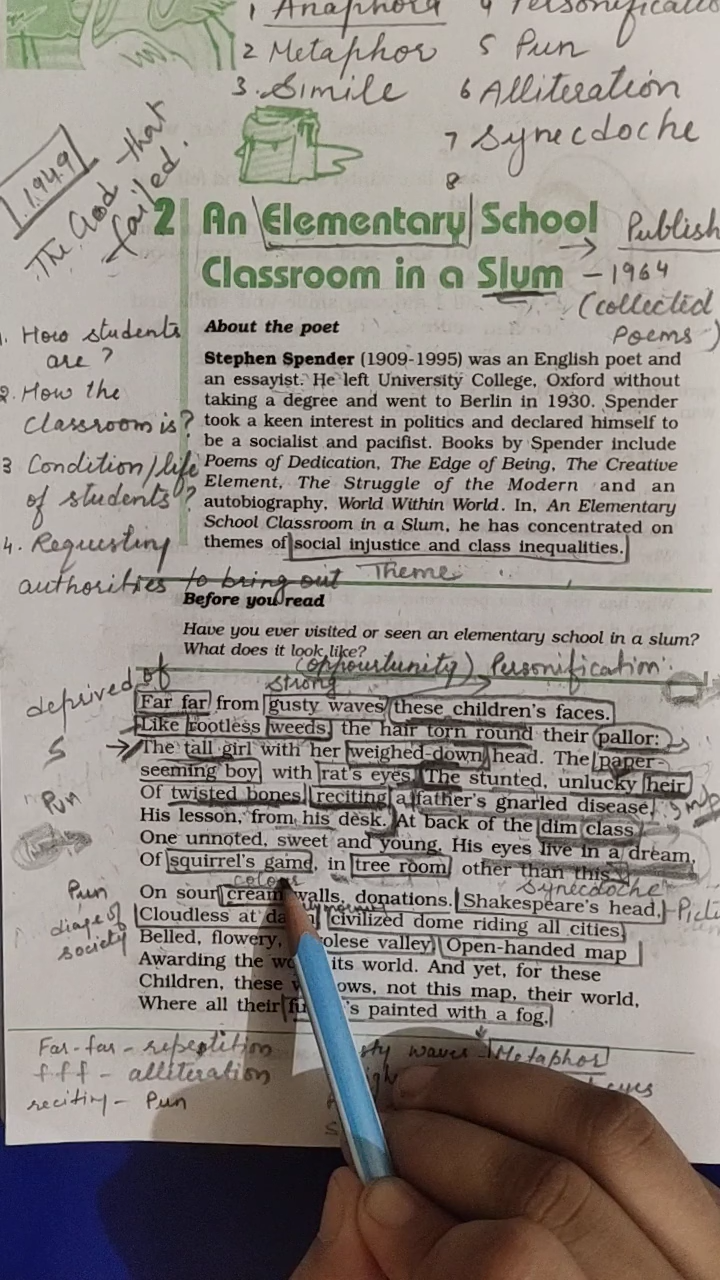 1 Anaphora 4 Personificatio
2 Metaphor 5 Pun
3. Simile 6 Alliteration
7 Synecdoche
8
1949
The God that failed.
2 An Elementary School
Classroom in a Slum
Publish
- 1964
(collected
Poems)
1. How students
are?
2. How the
Classroom is?
3 Condition/life
of students?
4. Requesting
authorities to bring out
About the poet
Stephen Spender (1909-1995) was an English poet and
an essayist. He left University College, Oxford without
taking a degree and went to Berlin in 1930. Spender
took a keen interest in politics and declared himself to
be a socialist and pacifist. Books by Spender include
Poems of Dedication, The Edge of Being, The Creative
Element, The Struggle of the Modern and an
autobiography, World Within World. In, An Elementary
School Classroom in a Slum, he has concentrated on
themes of social injustice and class inequalities.
Theme
Before you read
Have you ever visited or seen an elementary school in a slum?
What does it look like?
(oppourtunity) Personification
deprived of
strong
Far far from gusty waves these children's faces.
Like rootless weeds, the hair torn round their pallor:
S
The tall girl with her weighed-down head. The paper-
seeming boy, with rat's eyes. The stunted, unlucky heir
Pun
Of twisted bones, reciting a father's gnarled disease,
His lesson, from his desk. At back of the dim class
One unnoted, sweet and young. His eyes live in a dream,
Of squirrel's game, in tree room, other than this.
colour
Synecdoche
Pun
On sour cream walls, donations. Shakespeare's head,
Cloudless at civilized dome riding all cities.
society
Belled, flowery, valley. Open-handed map
Awarding the its world. And yet, for these
Children, these not this map, their world,
Where all their painted with a fog,
Far-far - repetition
fff - alliteration
reciting - Pun
waves - Metaphor
eyes